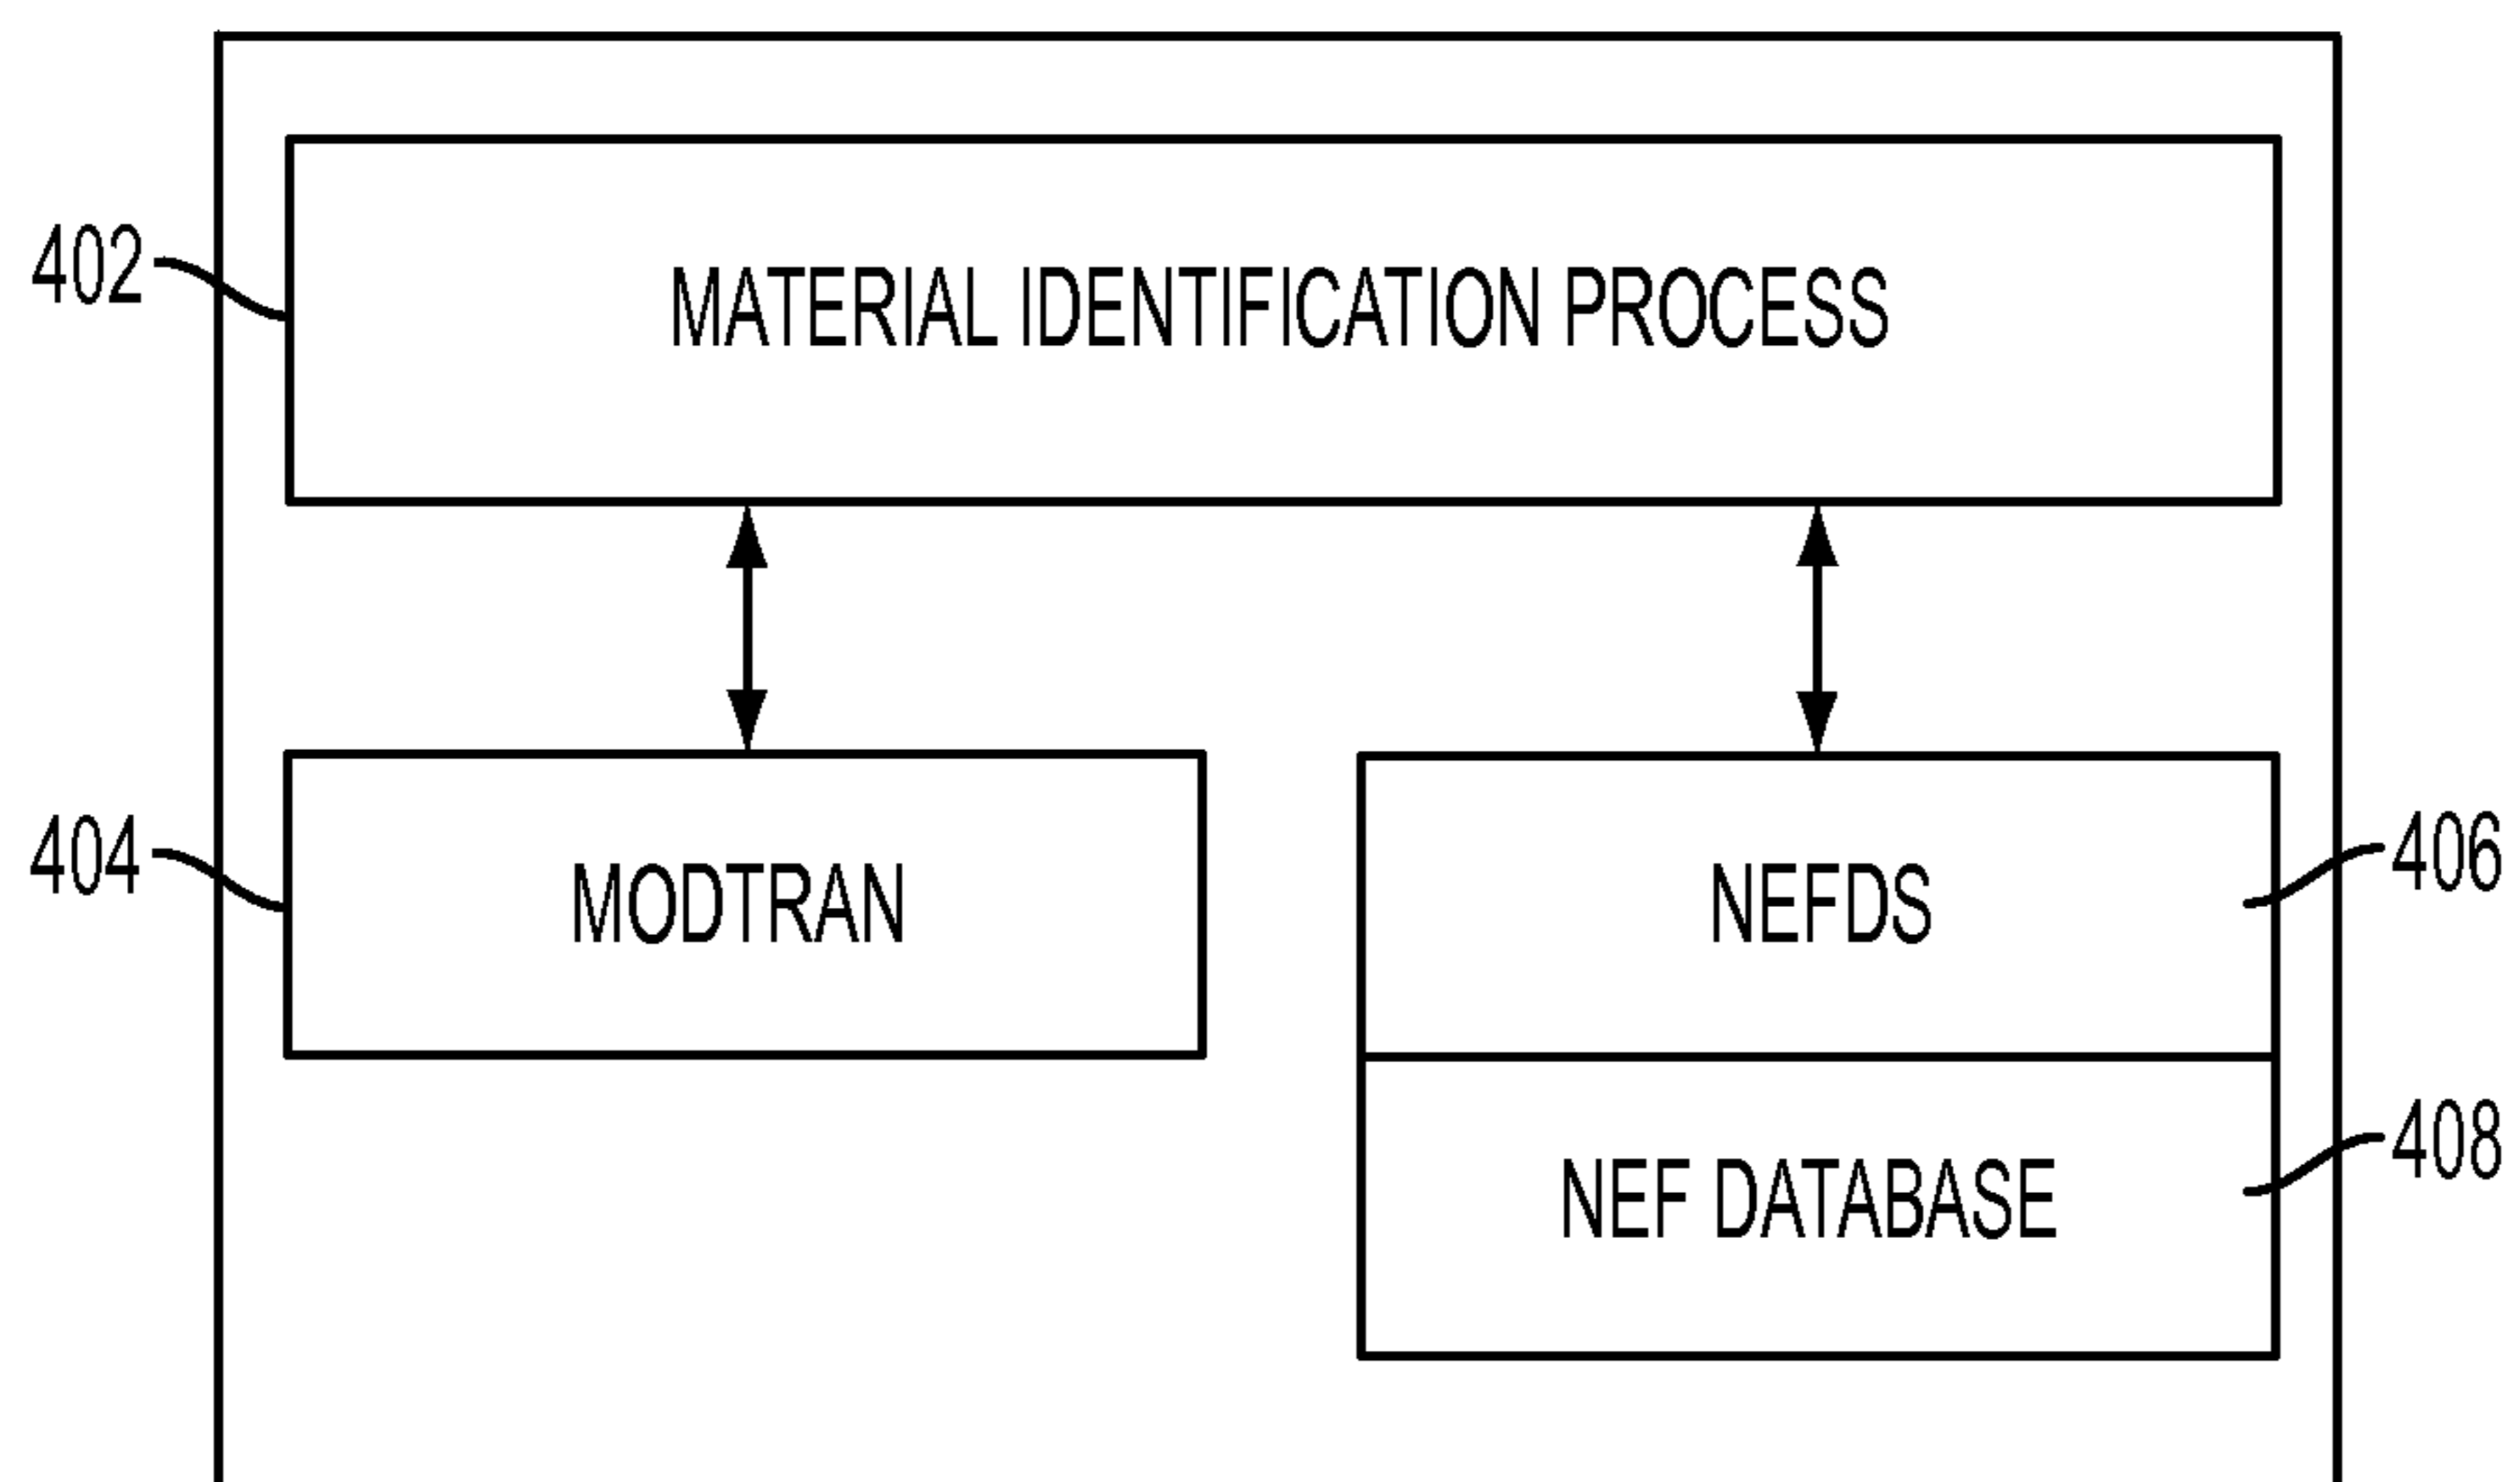 402
MATERIAL IDENTIFICATION PROCESS
404
MODTRAN
NEFDS
406
NEF DATABASE
408